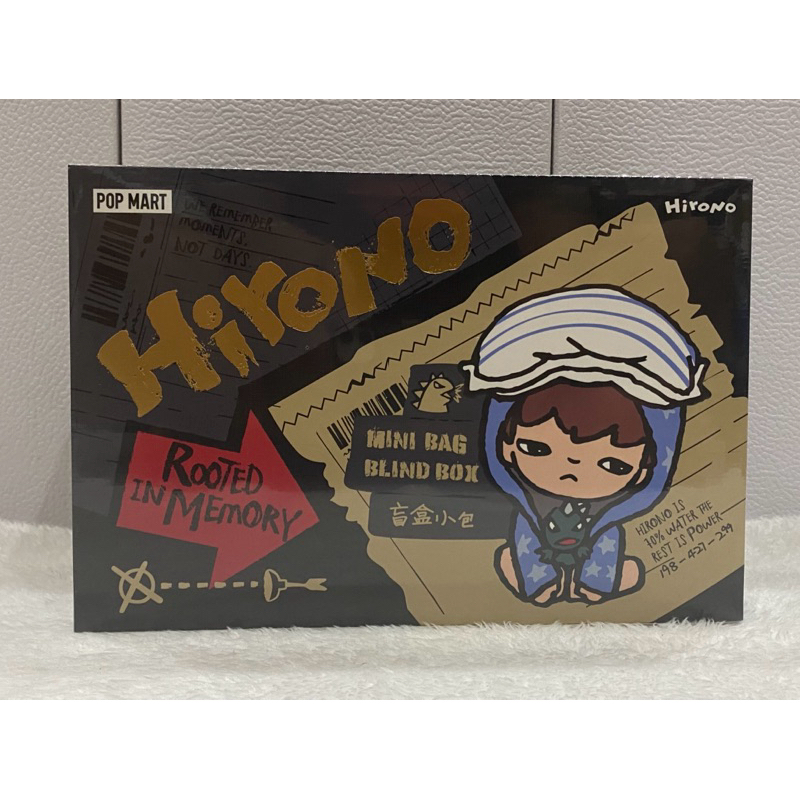 POP MART
WE REMEMBER
MOMENTS,
NOT DAYS
Hirono
Hirono
MINI BAG
BLIND BOX
盲盒小包
ROOTED
IN MEMORY
HIRONO IS
70% WATER THE
REST IS POWER
198-427-299